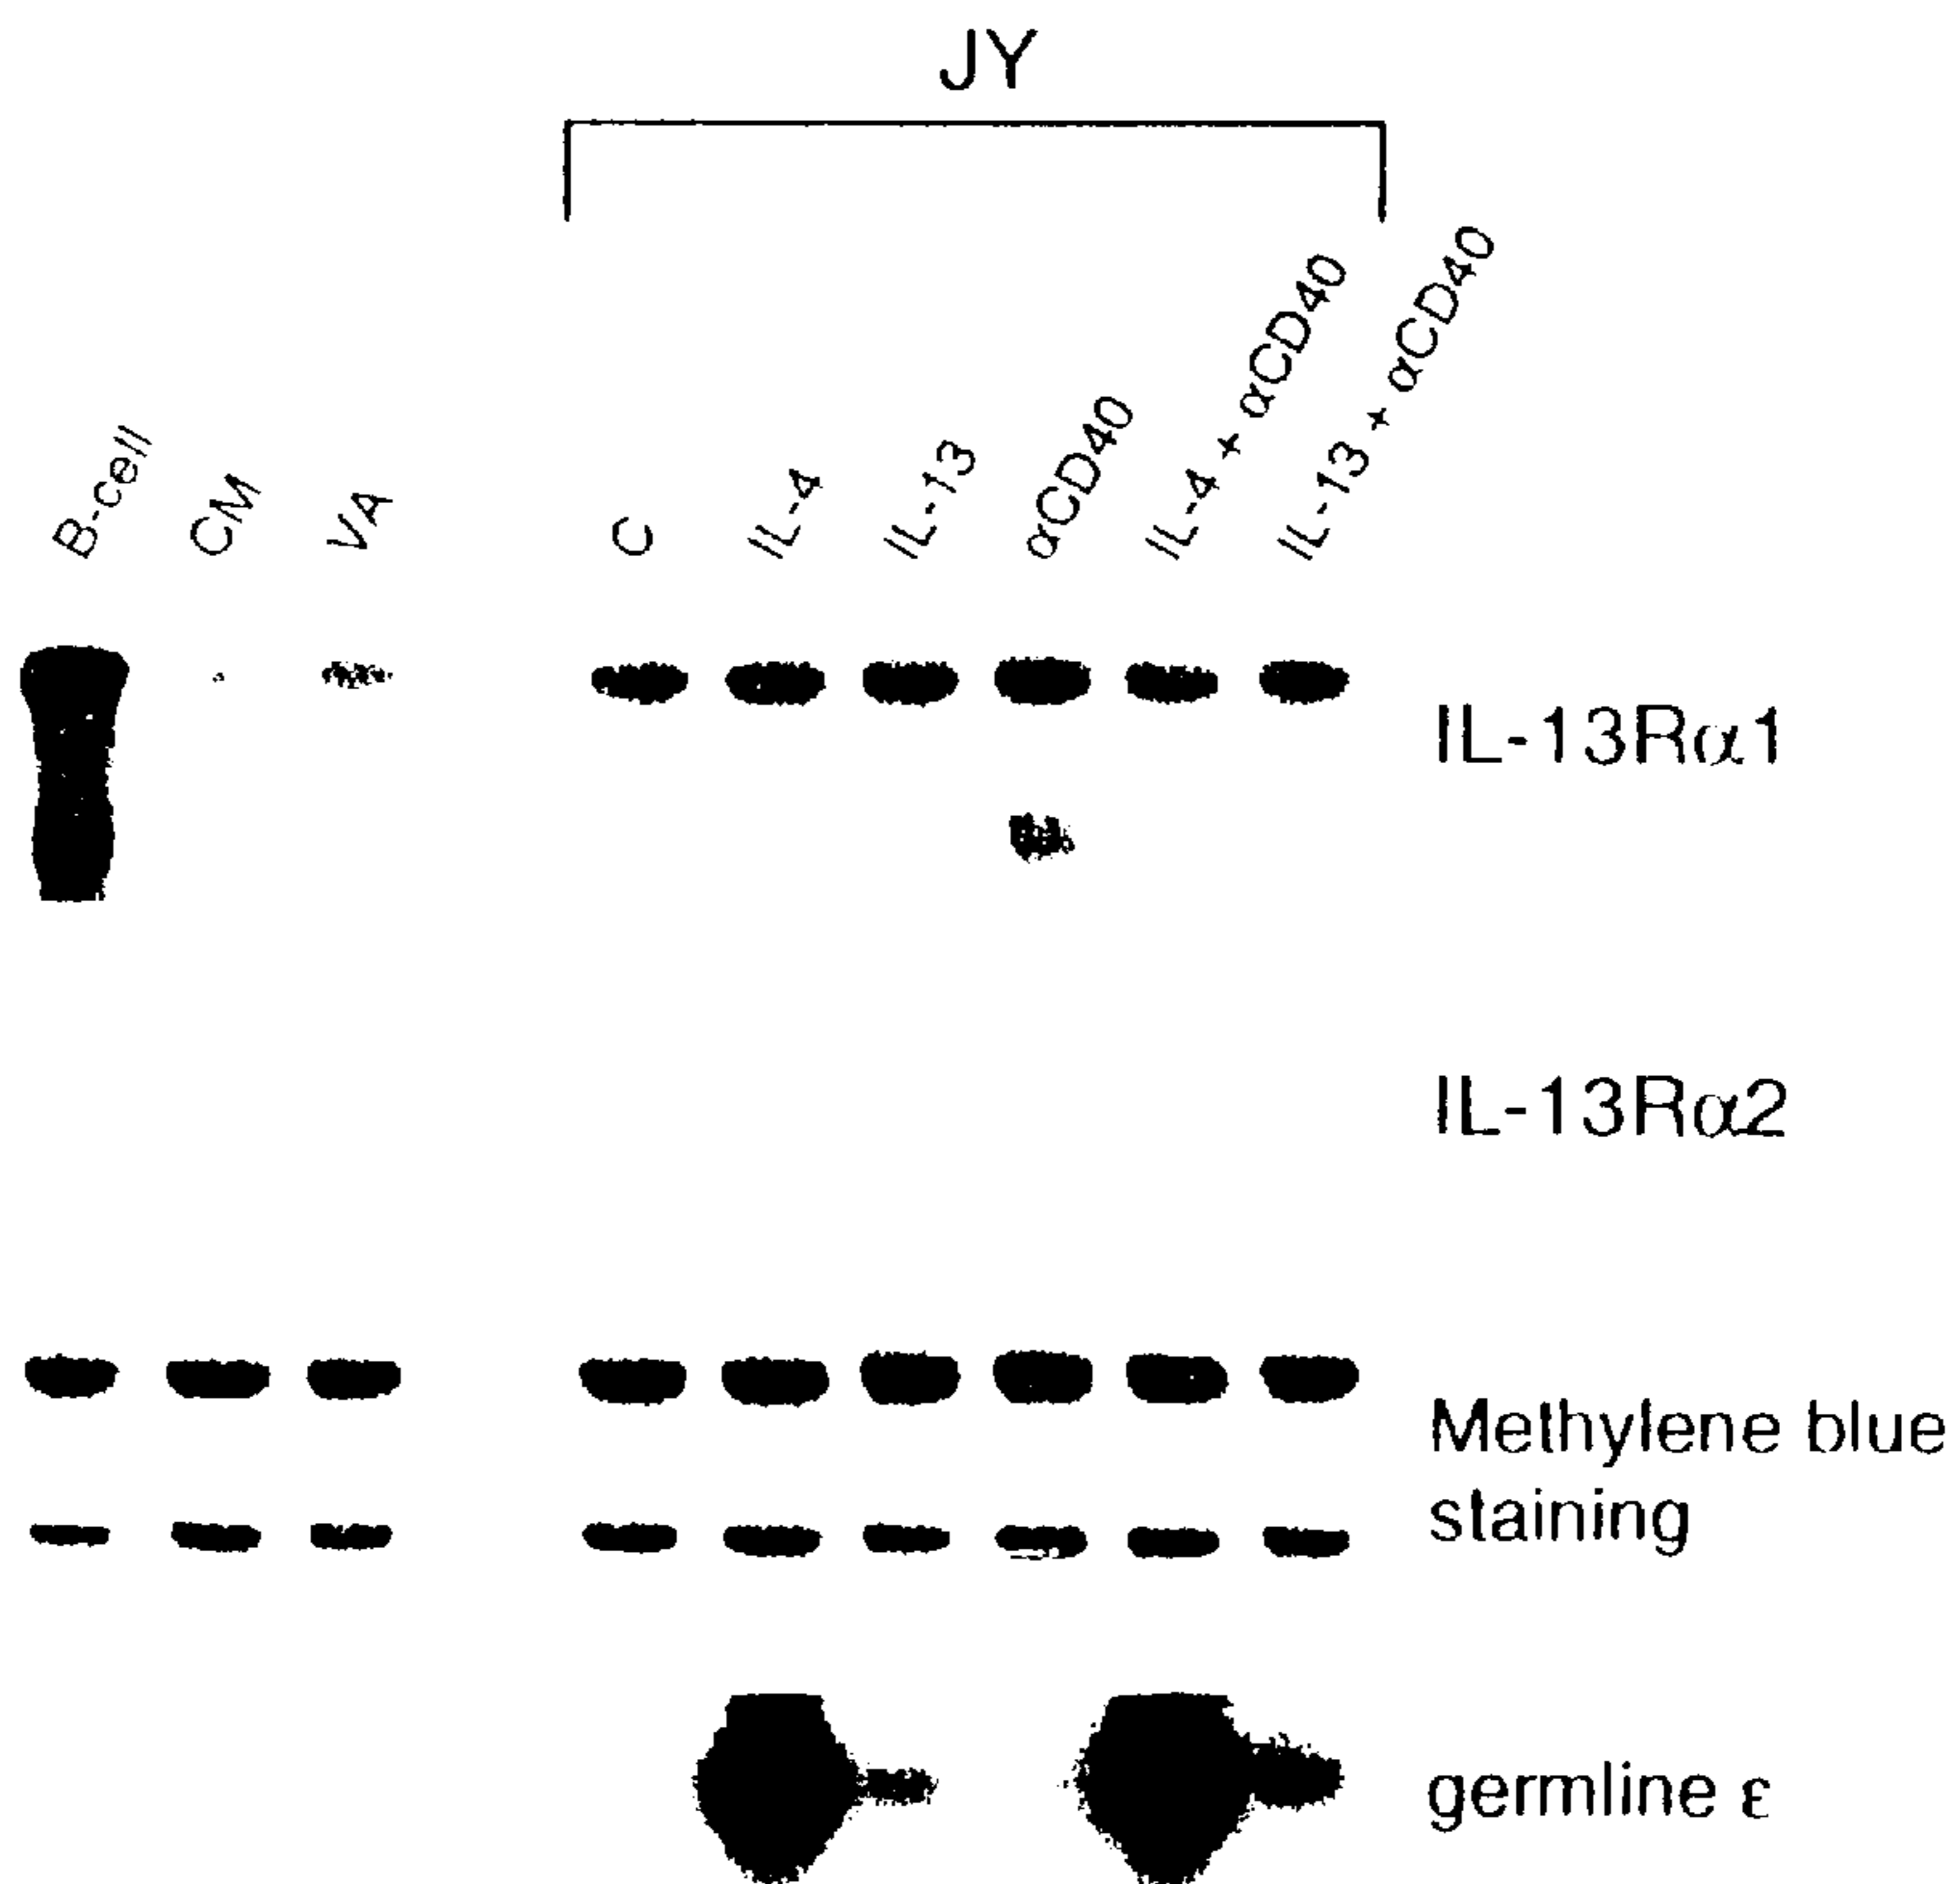 JY
B-cell
CM
VA
C
IL-4
IL-13
αCD40
IL-4 + αCD40
IL-13 + αCD40
IL-13Rα1
IL-13Rα2
Methylene blue
staining
germline ε